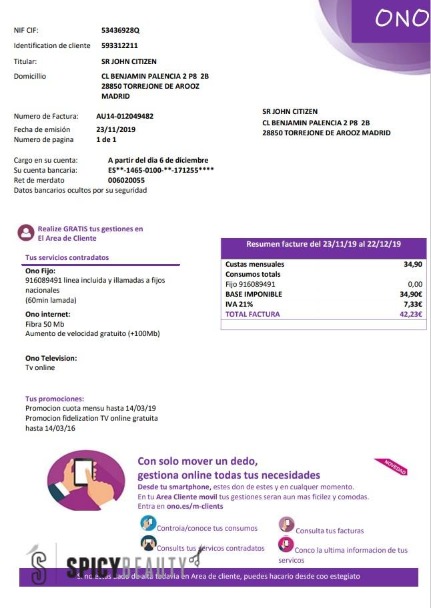 ONO
NIF CIF: 53436928Q
Identification de cliente 593312211
Titular: SR JOHN CITIZEN
Domicillio CL BENJAMIN PALENCIA 2 P8 2B
28850 TORREJONE DE AROOZ
MADRID
Numero de Factura: AU14-012049482
Fecha de emisión 23/11/2019
Numero de pagina 1 de 1
SR JOHN CITIZEN
CL BENJAMIN PALENCIA 2 P8 2B
28850 TORREJONE DE AROOZ MADRID
Cargo en su cuenta: A partir del dia 6 de diciembre
Su cuenta bancaria: ES**-1465-0100-**-171255****
Ret de merdato 006020055
Datos bancarios ocultos por su seguridad
Realize GRATIS tus gestiones en
El Area de Cliente
Tus servicios contratados
Ono Fijo:
916089491 linea incluida y illamadas a fijos
nacionales
(60min lamada)
Ono internet:
Fibra 50 Mb
Aumento de velocidad gratuito (+100Mb)
Ono Television:
Tv online
Resumen facture del 23/11/19 al 22/12/19
Custas mensuales 34,90
Consumos totals
Fijo 916089491 0,00
BASE IMPONIBLE 34,90€
IVA 21% 7,33€
TOTAL FACTURA 42,23€
Tus promociones:
Promocion cuota mensu hasta 14/03/19
Promocion fidelization TV online gratuita
hasta 14/03/16
Con solo mover un dedo,
gestiona online todas tus necesidades
NOVEDAD
Desde tu smartphone, estes don de estes y en cualquer momento.
En tu Area Cliente movil tus gestiones seran aun mas ficilez y comodas.
Entra en ono.es/m-clients
Controia/conoce tus consumos
Consulta tus facturas
Consults tus servicos contratados
Conco la ultima informacion de tus
servicos
SPICY BEAUTY
Si no estas dado de alta todavia en Area de cliente, puedes hacarlo desde coo estegiato